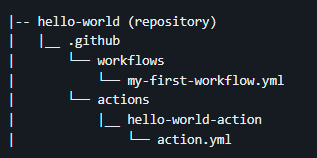 |-- hello-world (repository)
|   |__ .github
|       └── workflows
|           └── my-first-workflow.yml
|       └── actions
|           |__ hello-world-action
|               └── action.yml